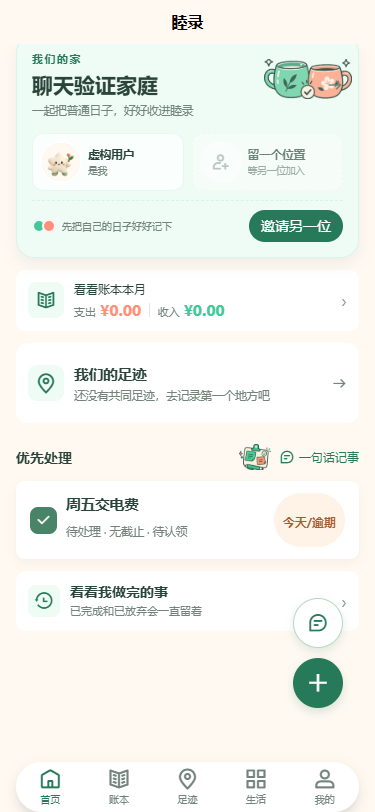 睦录
我们的家
聊天验证家庭
一起把普通日子，好好收进睦录
虚构用户
是我
留一个位置
等另一位加入
先把自己的日子好好记下
邀请另一位
看看账本本月
支出 ¥0.00 收入 ¥0.00
我们的足迹
还没有共同足迹，去记录第一个地方吧
优先处理
一句话记事
周五交电费
待处理 · 无截止 · 待认领
今天/逾期
看看我做完的事
已完成和已放弃会一直留着
首页 账本 足迹 生活 我的